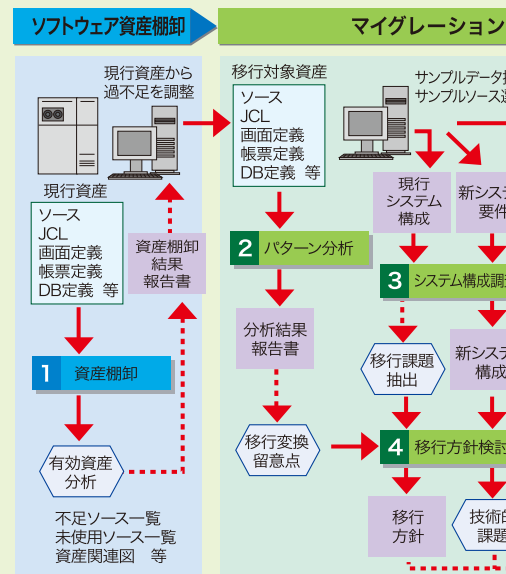 ソフトウェア資産棚卸
マイグレーション
現行資産から
過不足を調整
現行資産
ソース
JCL
画面定義
帳票定義
DB定義 等
資産棚卸
結果
報告書
1 資産棚卸
有効資産
分析
不足ソース一覧
未使用ソース一覧
資産関連図 等
移行対象資産
ソース
JCL
画面定義
帳票定義
DB定義 等
2 パターン分析
分析結果
報告書
移行変換
留意点
サンプルデータ
サンプルソース
現行
システム
構成
新シス
要件
3 システム構成調
移行課題
抽出
新シス
構成
4 移行方針検討
移行
方針
技術的
課題